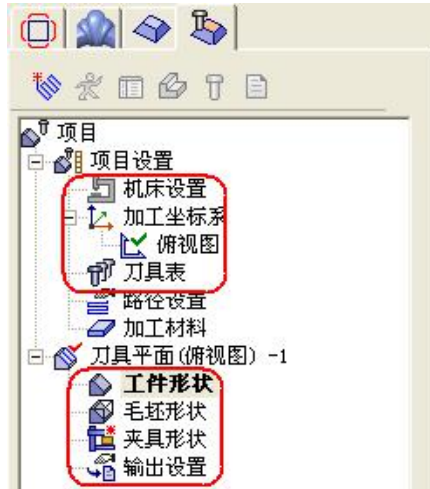 项目
项目设置
机床设置
加工坐标系
俯视图
刀具表
路径设置
加工材料
刀具平面(俯视图) -1
工件形状
毛坯形状
夹具形状
输出设置